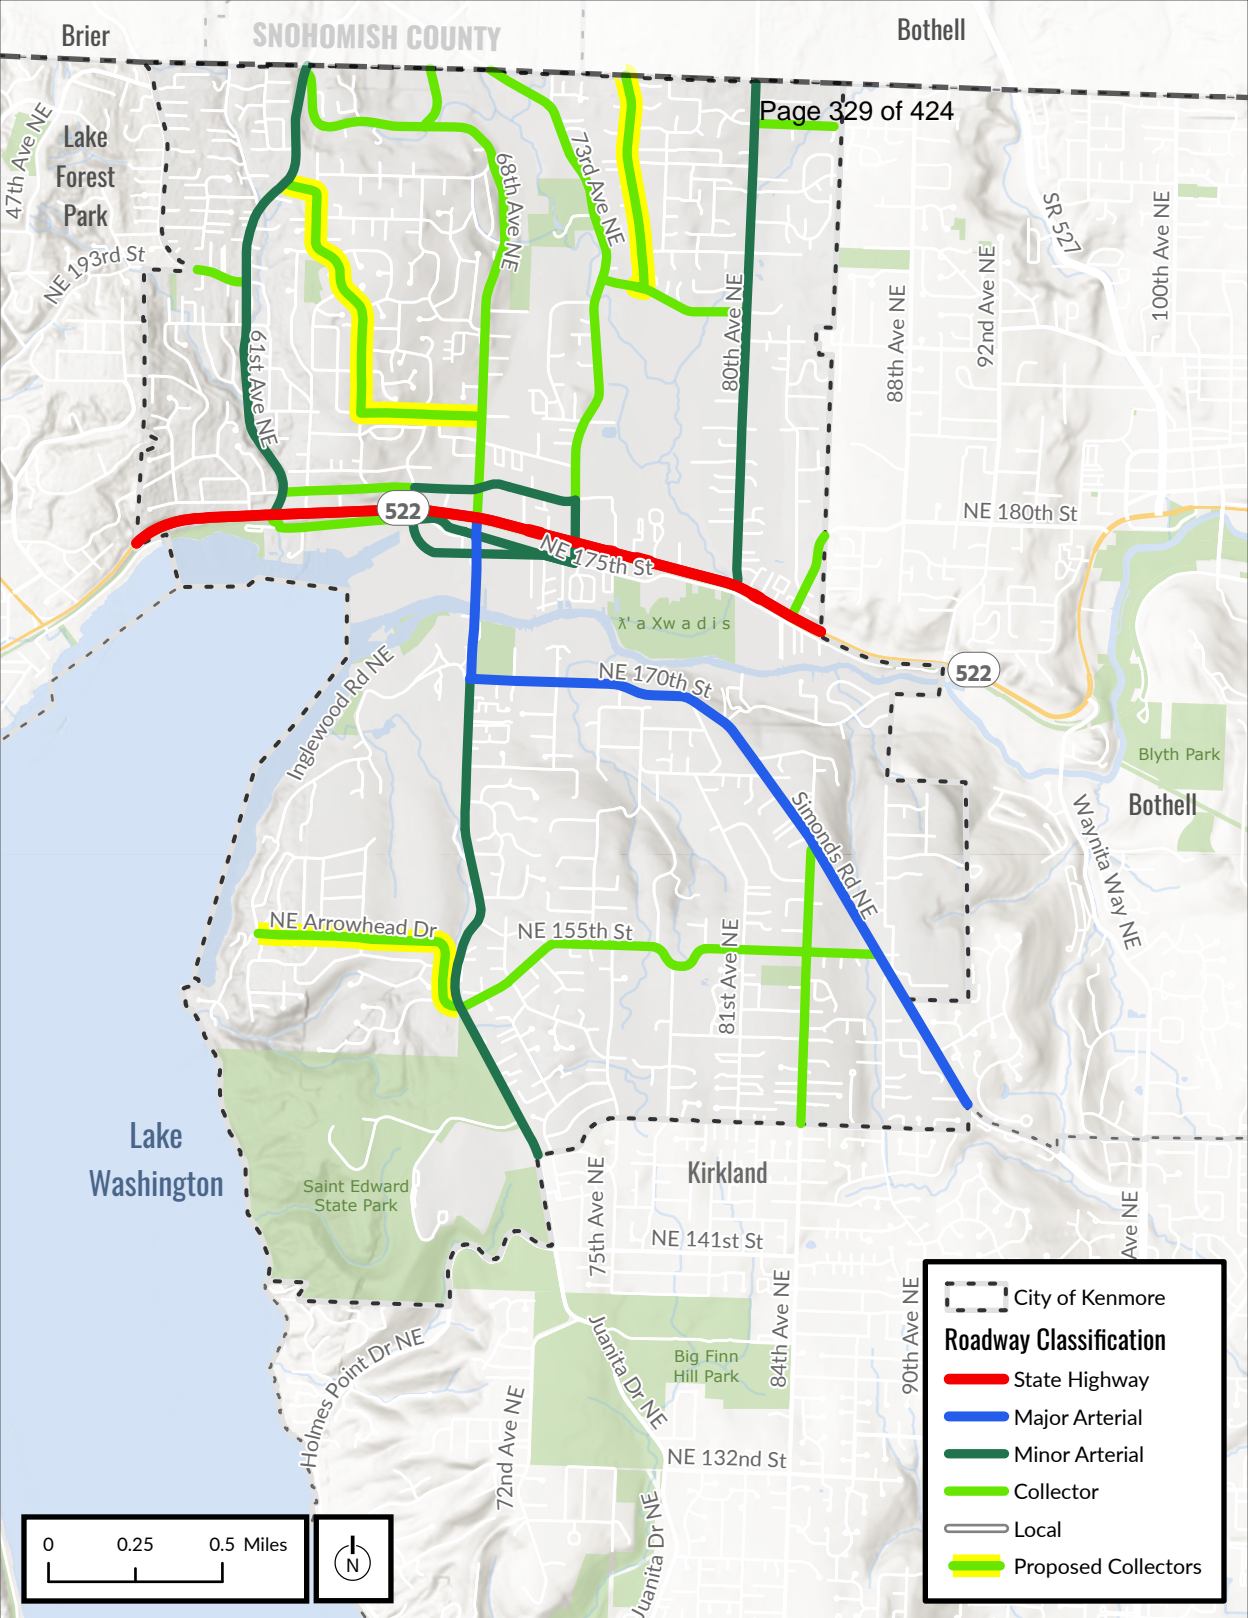 Brier
SNOHOMISH COUNTY
Bothell
Page 329 of 424
47th Ave NE
Lake
Forest
Park
NE 193rd St
61st Ave NE
68th Ave NE
73rd Ave NE
80th Ave NE
88th Ave NE
92nd Ave NE
SR 527
100th Ave NE
522
NE 175th St
NE 180th St
ƛ' a X w a d i s
522
Inglewood Rd NE
NE 170th St
Blyth Park
Bothell
Simonds Rd NE
Waynita Way NE
NE Arrowhead Dr
NE 155th St
81st Ave NE
Lake
Washington
Saint Edward
State Park
Kirkland
75th Ave NE
NE 141st St
Ave NE
84th Ave NE
90th Ave NE
Holmes Point Dr NE
Juanita Dr NE
Big Finn
Hill Park
72nd Ave NE
NE 132nd St
Juanita Dr NE
City of Kenmore
Roadway Classification
State Highway
Major Arterial
Minor Arterial
Collector
Local
Proposed Collectors
0 0.25 0.5 Miles
N